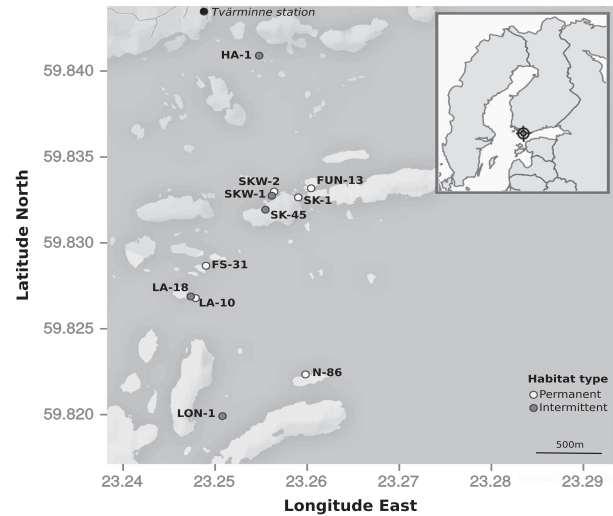 Tvärminne station
HA-1
59.840
59.835
SKW-2
FUN-13
SKW-1
SK-1
SK-45
59.830
FS-31
LA-18
LA-10
59.825
N-86
Habitat type
Permanent
Intermittent
LON-1
59.820
500m
23.24
23.25
23.26
23.27
23.28
23.29
Longitude East
Latitude North